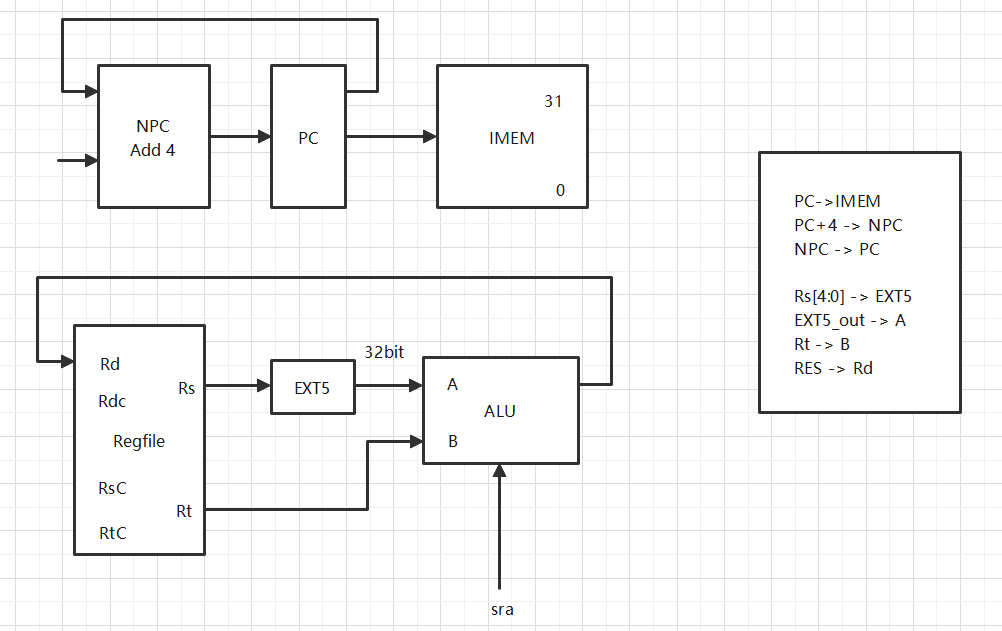 NPC
Add 4
PC
31
IMEM
0
PC->IMEM
PC+4 -> NPC
NPC -> PC
Rs[4:0] -> EXT5
EXT5_out -> A
Rt -> B
RES -> Rd
Rd
Rdc
Regfile
RsC
RtC
Rs
Rt
EXT5
32bit
A
ALU
B
sra